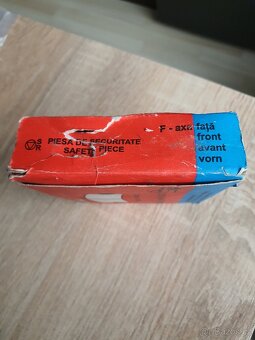 S
R
PIESA DE SECURITATE
SAFETY PIECE
F - axa față
front
avant
vorn